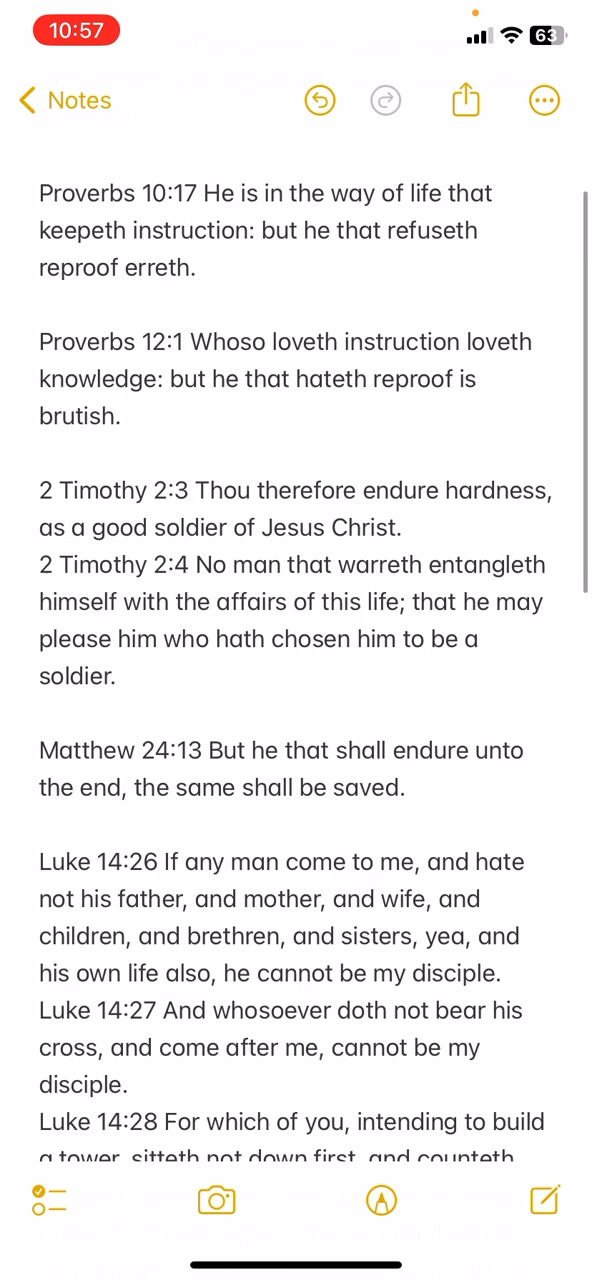 10:57
63
Notes
Proverbs 10:17 He is in the way of life that
keepeth instruction: but he that refuseth
reproof erreth.
Proverbs 12:1 Whoso loveth instruction loveth
knowledge: but he that hateth reproof is
brutish.
2 Timothy 2:3 Thou therefore endure hardness,
as a good soldier of Jesus Christ.
2 Timothy 2:4 No man that warreth entangleth
himself with the affairs of this life; that he may
please him who hath chosen him to be a
soldier.
Matthew 24:13 But he that shall endure unto
the end, the same shall be saved.
Luke 14:26 If any man come to me, and hate
not his father, and mother, and wife, and
children, and brethren, and sisters, yea, and
his own life also, he cannot be my disciple.
Luke 14:27 And whosoever doth not bear his
cross, and come after me, cannot be my
disciple.
Luke 14:28 For which of you, intending to build
a tower, sitteth not down first, and counteth